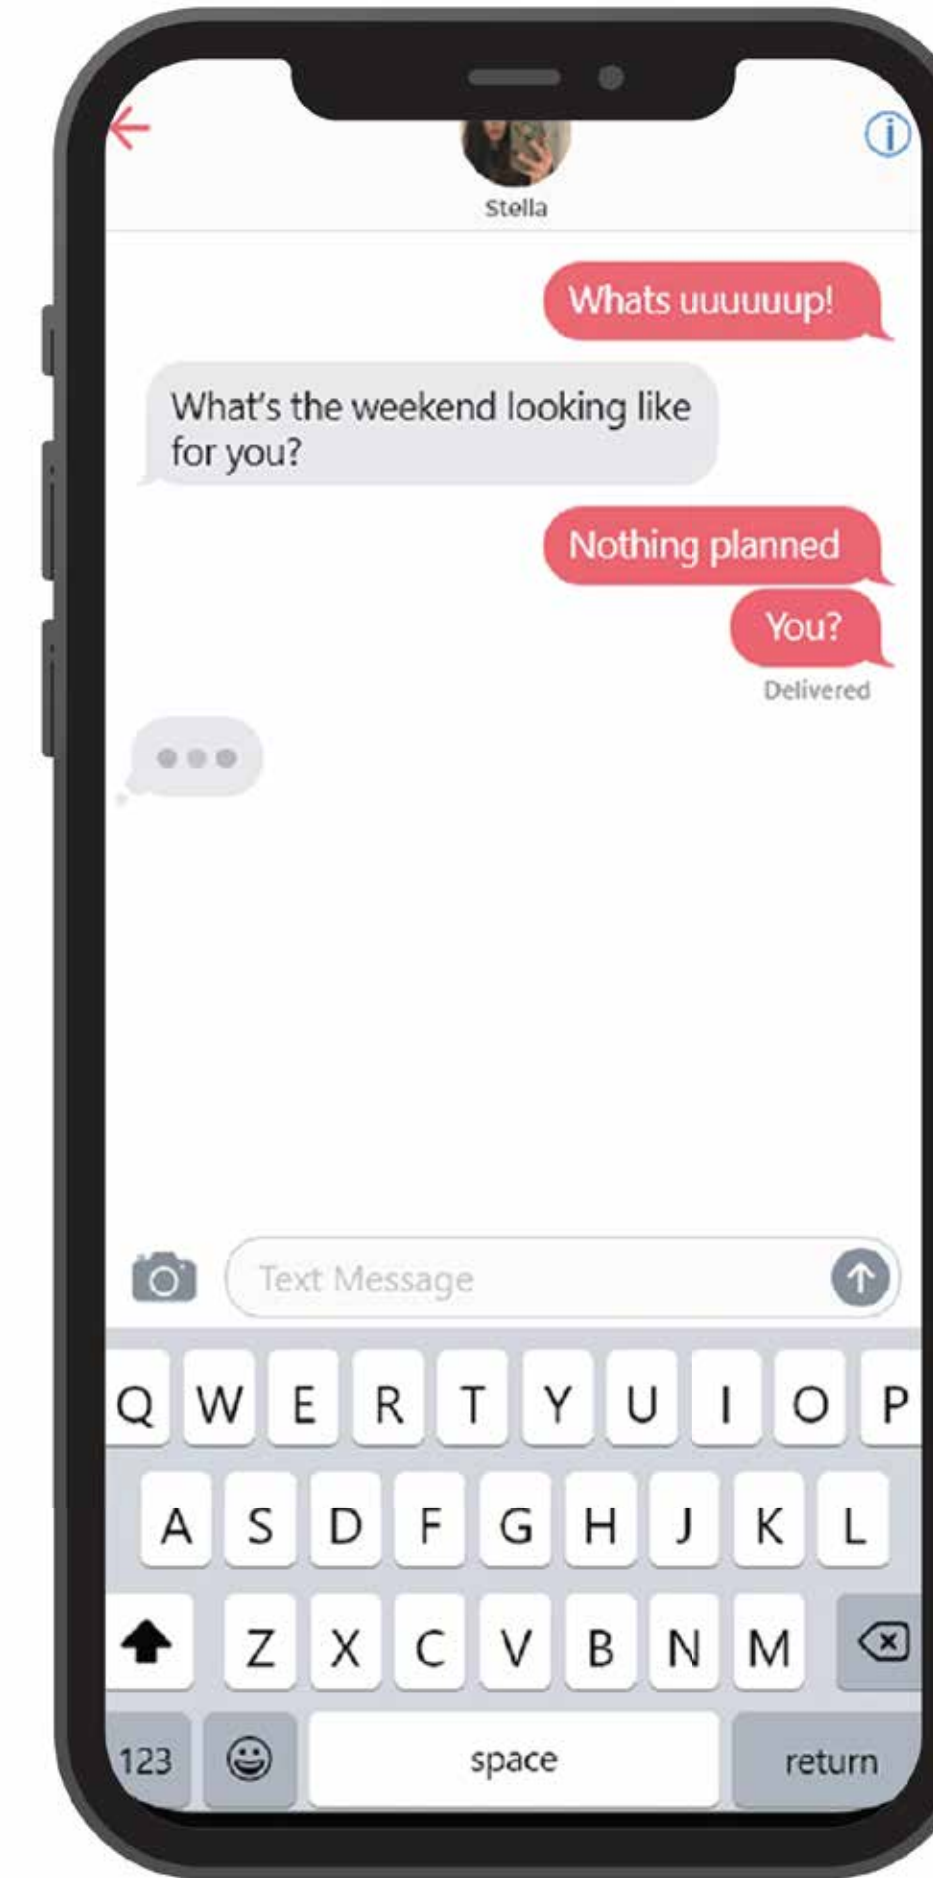 Stella
Whats uuuuuup!
What's the weekend looking like
for you?
Nothing planned
You?
Delivered
Text Message
Q W E R T Y U I O P
A S D F G H J K L
Z X C V B N M
123 space return